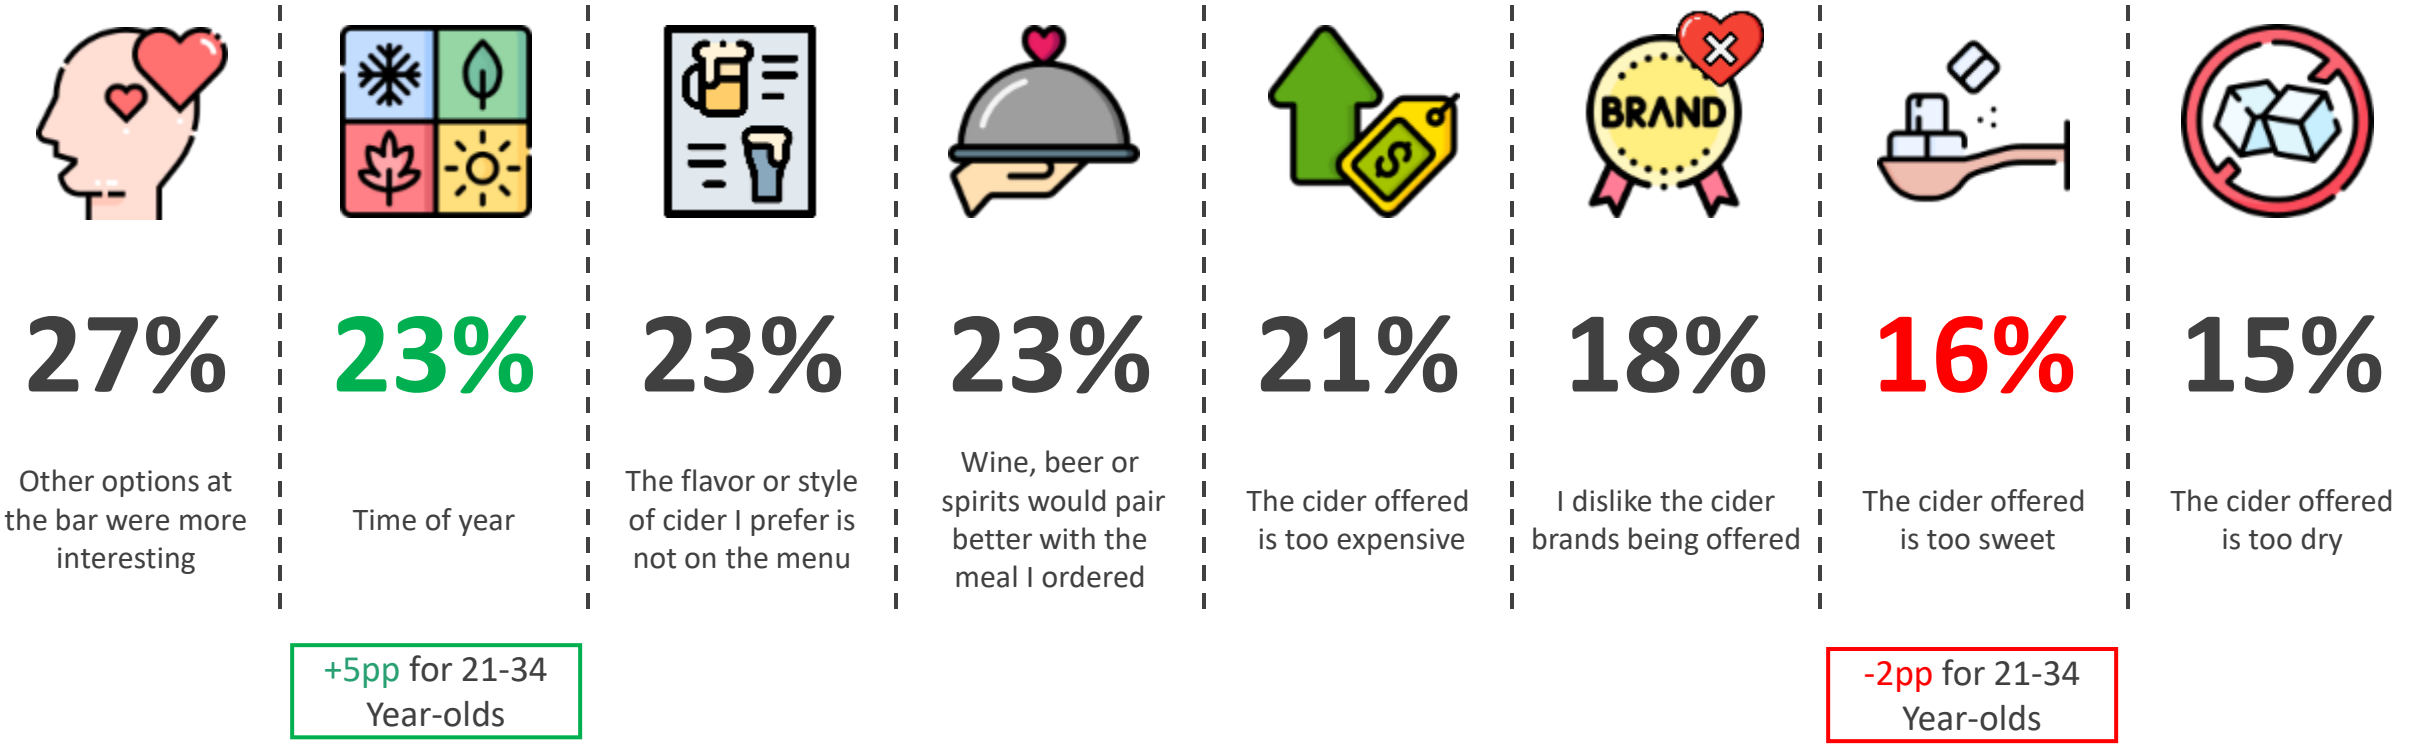 BRAND
27%
23%
23%
23%
21%
18%
16%
15%
Other options at
the bar were more
interesting
Time of year
The flavor or style
of cider I prefer is
not on the menu
Wine, beer or
spirits would pair
better with the
meal I ordered
The cider offered
is too expensive
I dislike the cider
brands being offered
The cider offered
is too sweet
The cider offered
is too dry
+5pp for 21-34
Year-olds
-2pp for 21-34
Year-olds